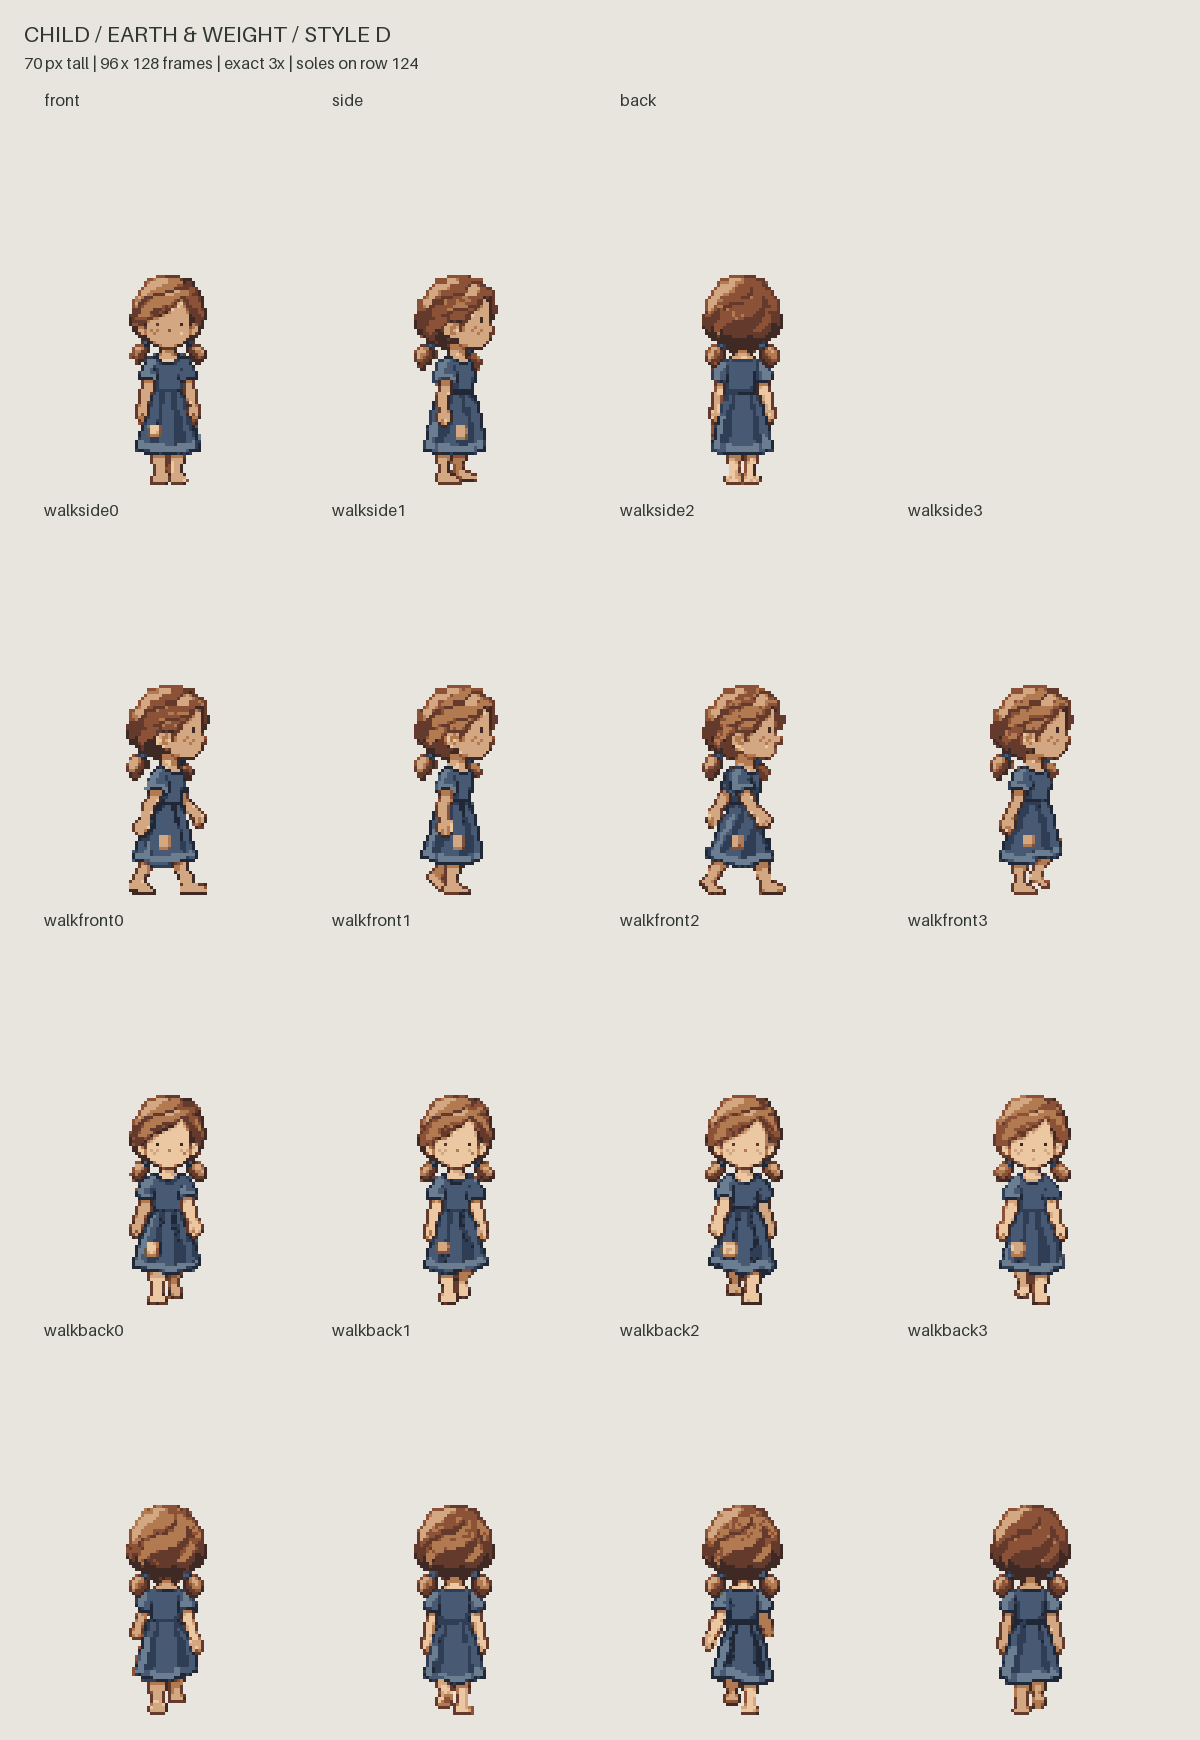 CHILD / EARTH & WEIGHT / STYLE D
70 px tall | 96 x 128 frames | exact 3x | soles on row 124
front side back
walkside0 walkside1 walkside2 walkside3
walkfront0 walkfront1 walkfront2 walkfront3
walkback0 walkback1 walkback2 walkback3